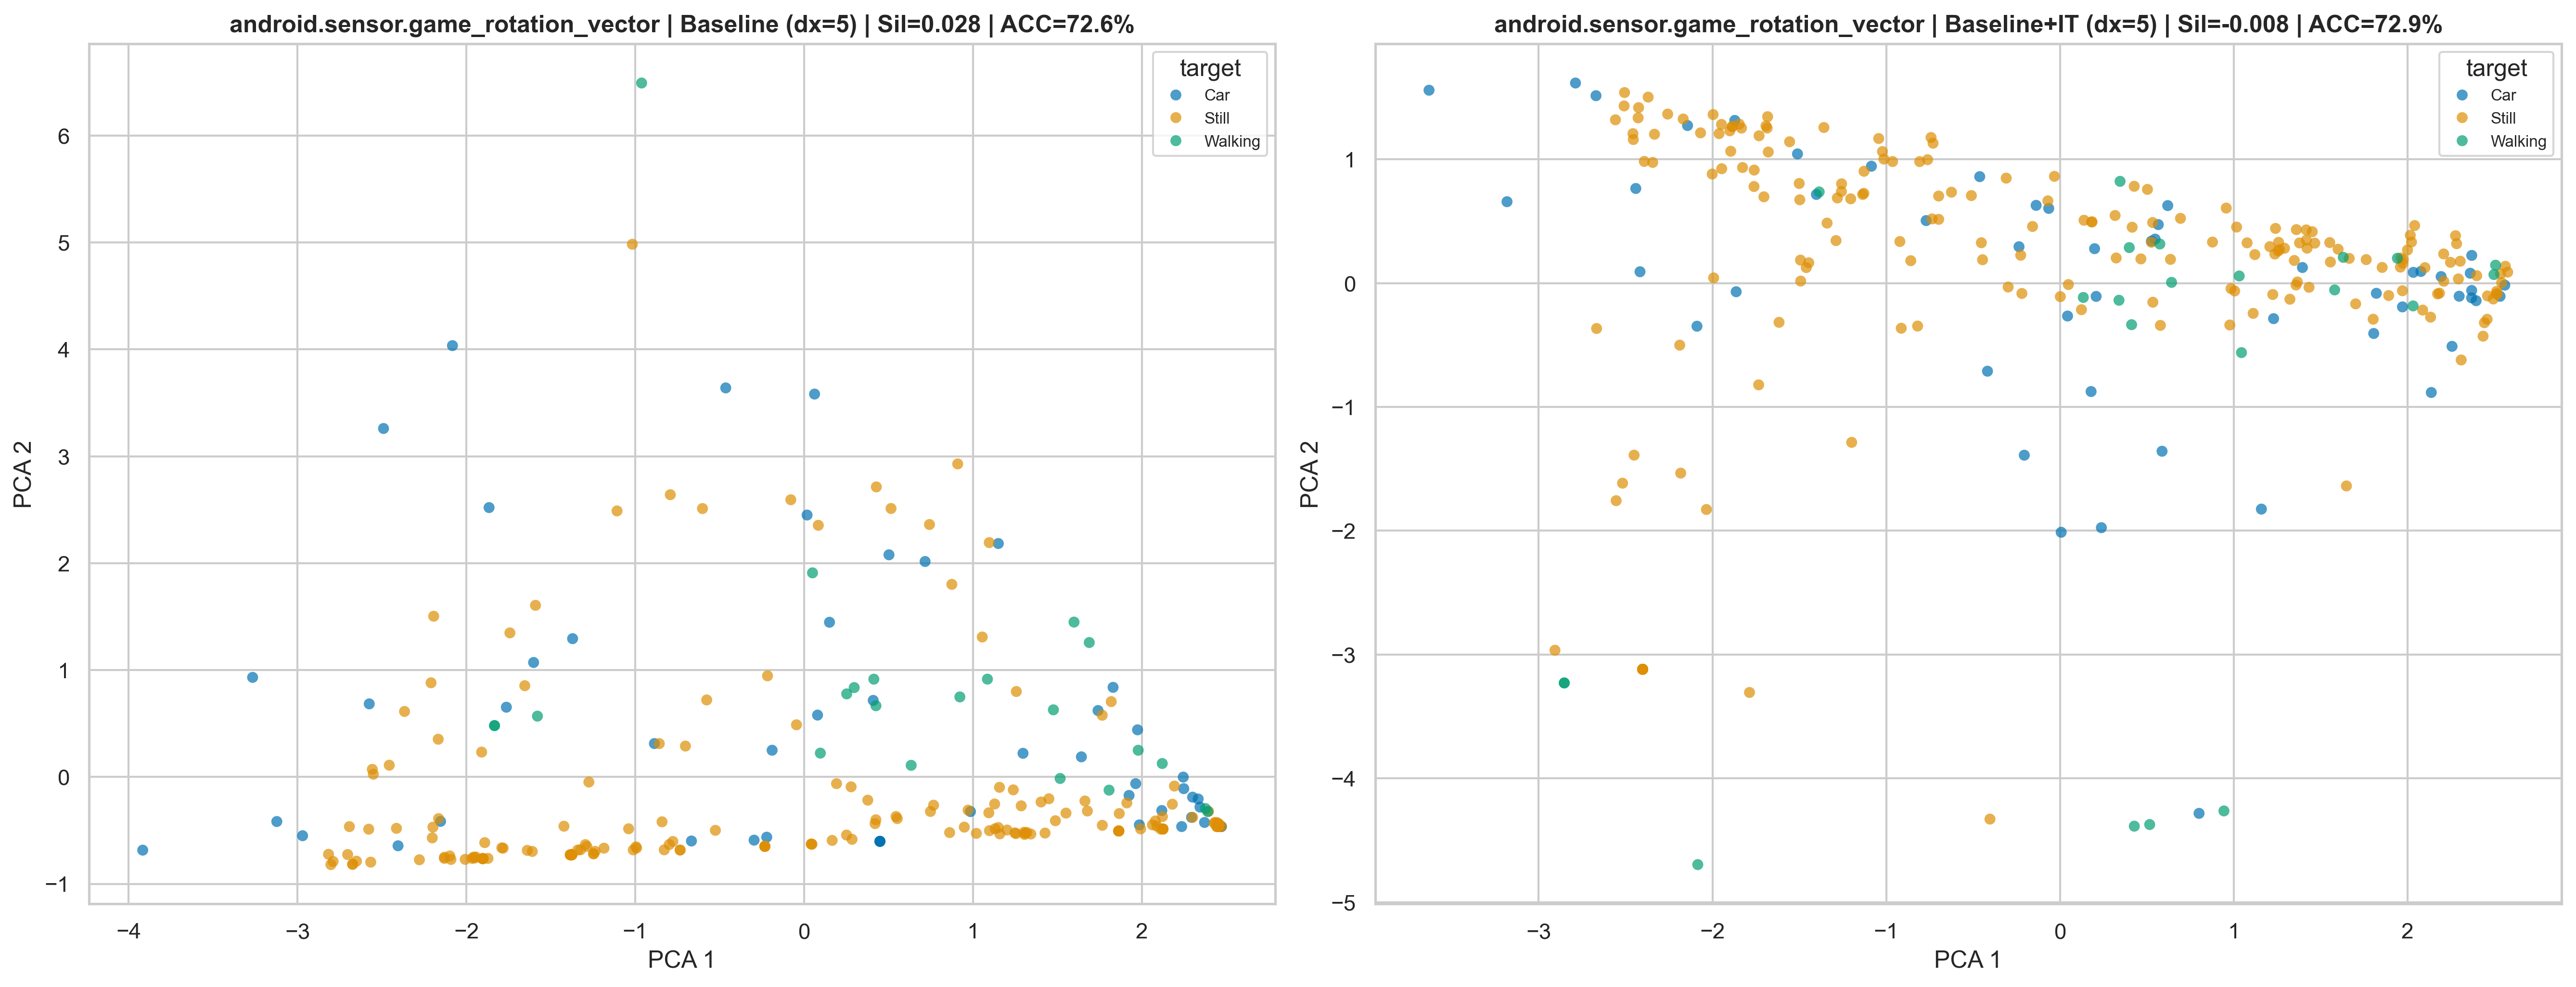 android.sensor.game_rotation_vector | Baseline (dx=5) | Sil=0.028 | ACC=72.6%
target
Car
Still
Walking
PCA 2
6
5
4
3
2
1
0
−1
−4
−3
−2
−1
0
1
2
PCA 1
android.sensor.game_rotation_vector | Baseline+IT (dx=5) | Sil=-0.008 | ACC=72.9%
target
Car
Still
Walking
PCA 2
1
0
−1
−2
−3
−4
−5
−3
−2
−1
0
1
2
PCA 1